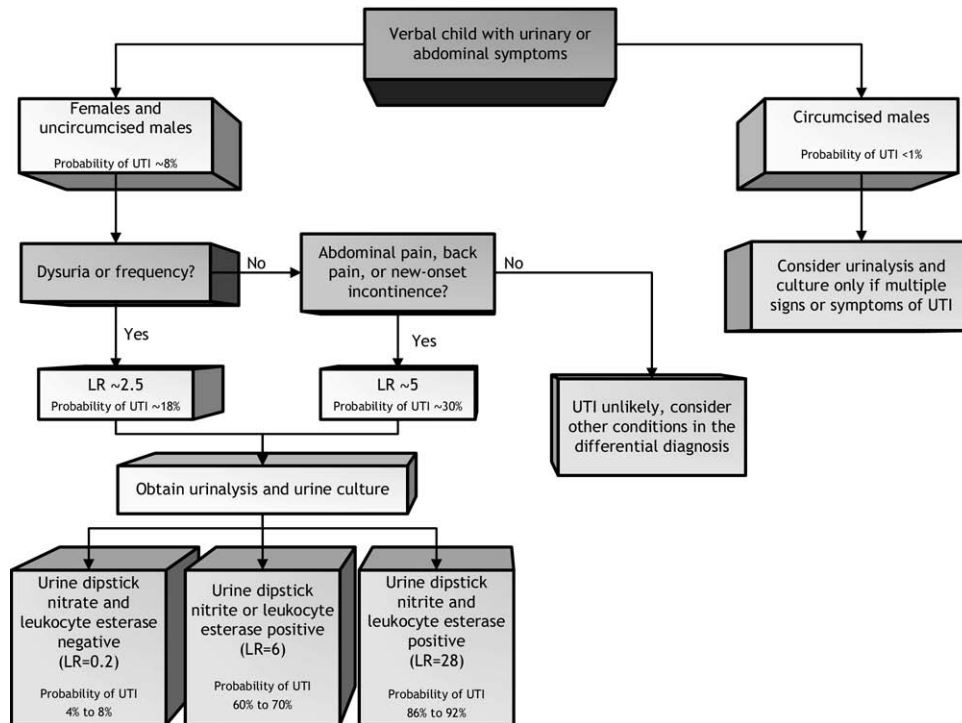 Verbal child with urinary or
abdominal symptoms
Females and
uncircumcised males
Probability of UTI ~8%
Circumcised males
Probability of UTI <1%
Dysuria or frequency?
No
Abdominal pain, back
pain, or new-onset
incontinence?
No
Consider urinalysis and
culture only if multiple
signs or symptoms of UTI
Yes
Yes
LR ~2.5
Probability of UTI ~18%
LR ~5
Probability of UTI ~30%
UTI unlikely, consider
other conditions in the
differential diagnosis
Obtain urinalysis and urine culture
Urine dipstick
nitrate and
leukocyte esterase
negative
(LR=0.2)
Probability of UTI
4% to 8%
Urine dipstick
nitrite or leukocyte
esterase positive
(LR=6)
Probability of UTI
60% to 70%
Urine dipstick
nitrite and
leukocyte esterase
positive
(LR=28)
Probability of UTI
86% to 92%